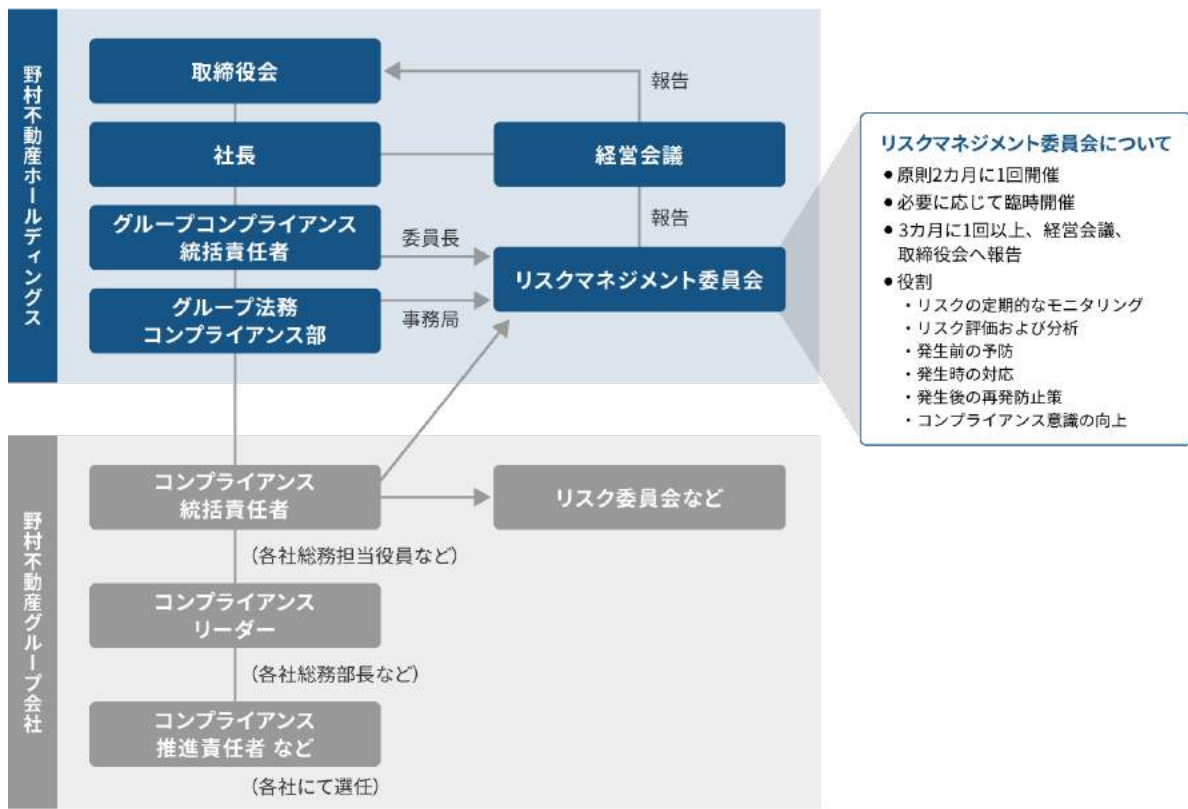 野村不動産ホールディングス
取締役会
報告
社長
経営会議
グループコンプライアンス
統括責任者
委員長
報告
リスクマネジメント委員会
グループ法務
コンプライアンス部
事務局
リスクマネジメント委員会について
●原則2カ月に1回開催
●必要に応じて臨時開催
●3カ月に1回以上、経営会議、
取締役会へ報告
●役割
・リスクの定期的なモニタリング
・リスク評価および分析
・発生前の予防
・発生時の対応
・発生後の再発防止策
・コンプライアンス意識の向上
野村不動産グループ会社
コンプライアンス
統括責任者
リスク委員会など
（各社総務担当役員など）
コンプライアンス
リーダー
（各社総務部長など）
コンプライアンス
推進責任者 など
（各社にて選任）